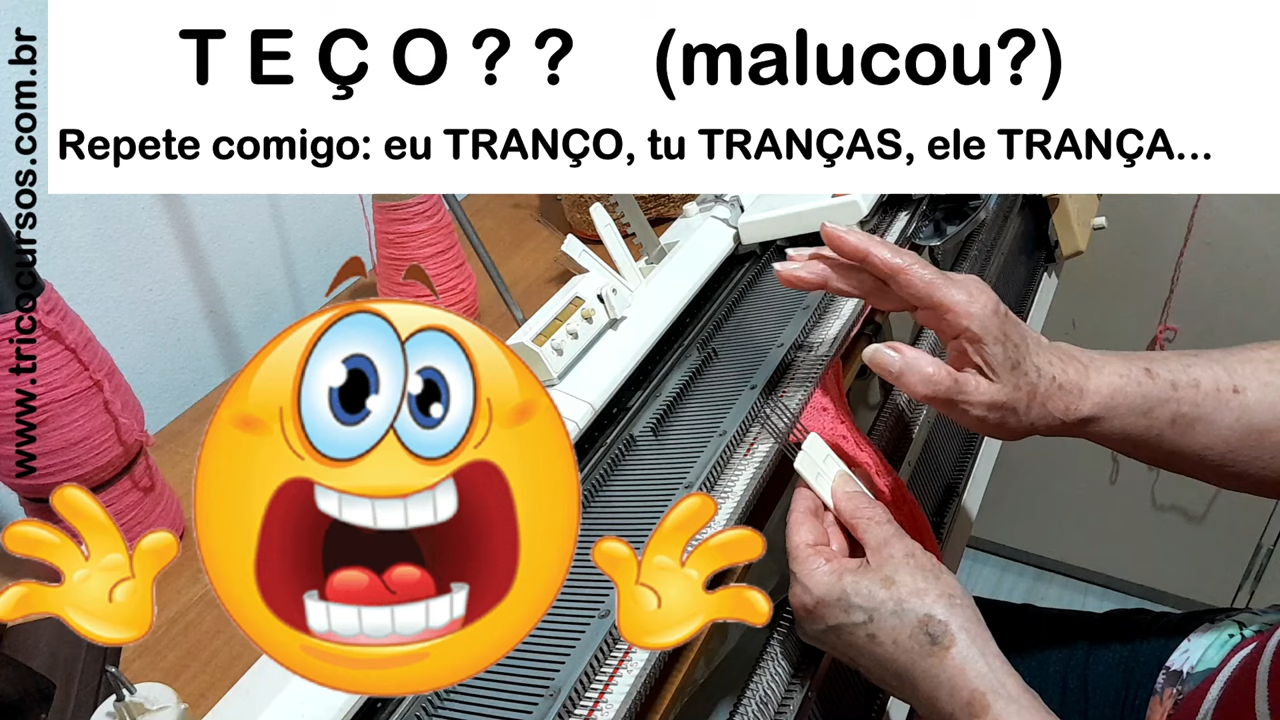 T E Ç O ? ? (malucou?)
Repete comigo: eu TRANÇO, tu TRANÇAS, ele TRANÇA...
www.tricocursos.com.br